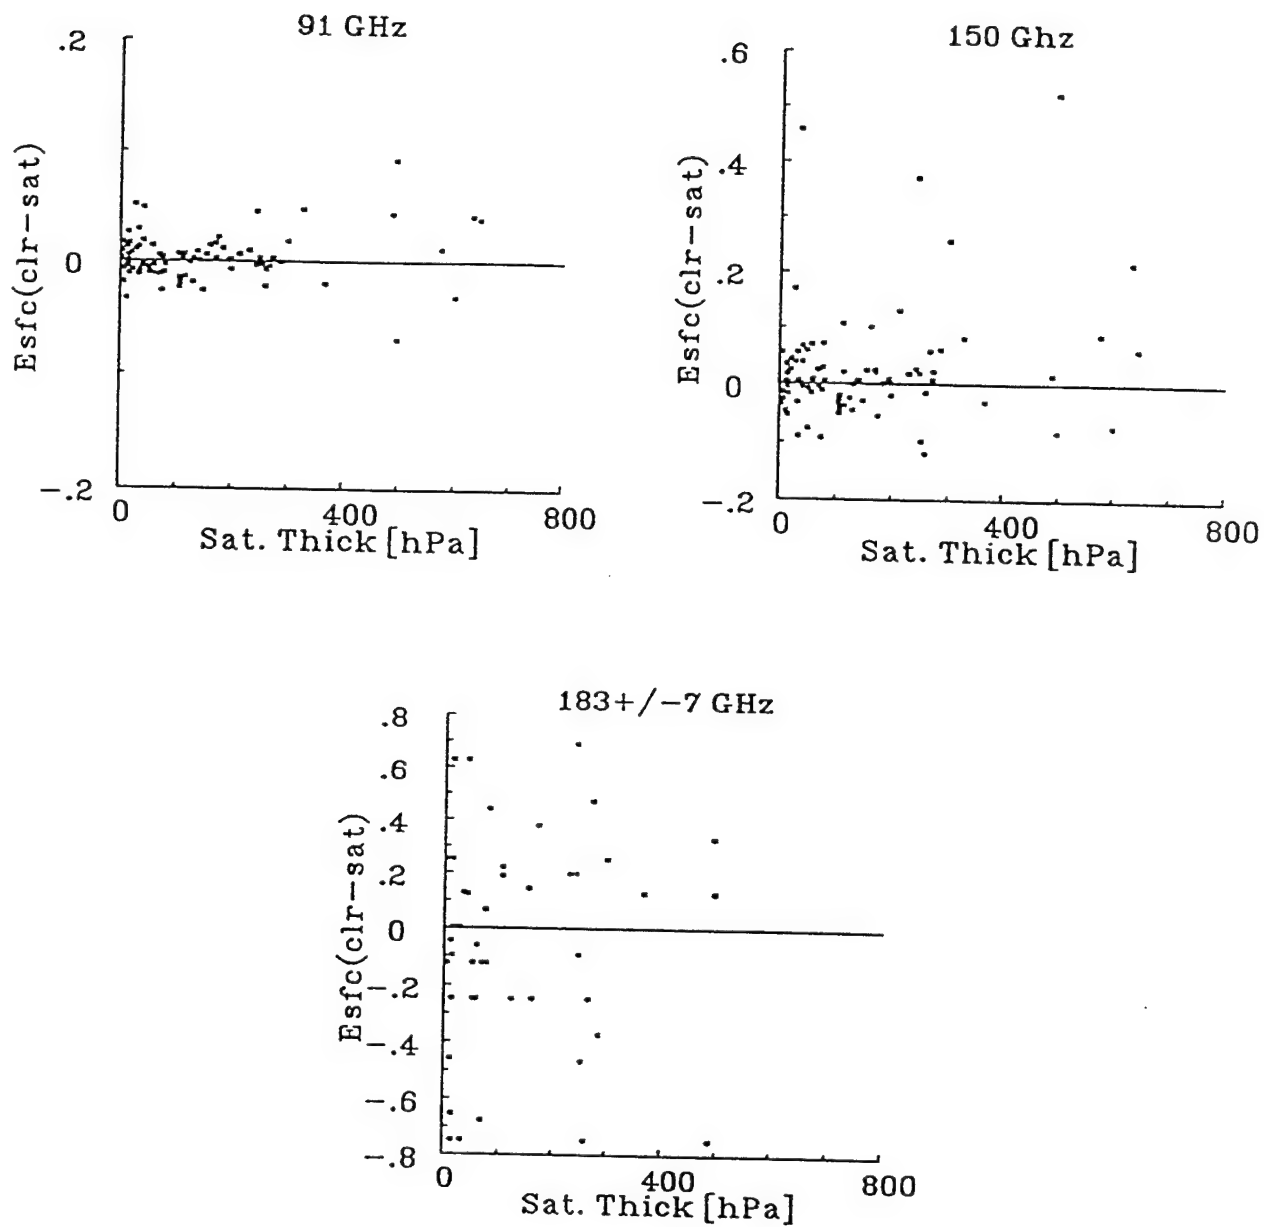 91 GHz
.2
0
-.2
Esfc(clr-sat)
0
400
800
Sat. Thick [hPa]
150 Ghz
.6
.4
.2
0
-.2
Esfc(clr-sat)
0
400
800
Sat. Thick [hPa]
183+/-7 GHz
.8
.6
.4
.2
0
-.2
-.4
-.6
-.8
Esfc(clr-sat)
0
400
800
Sat. Thick [hPa]